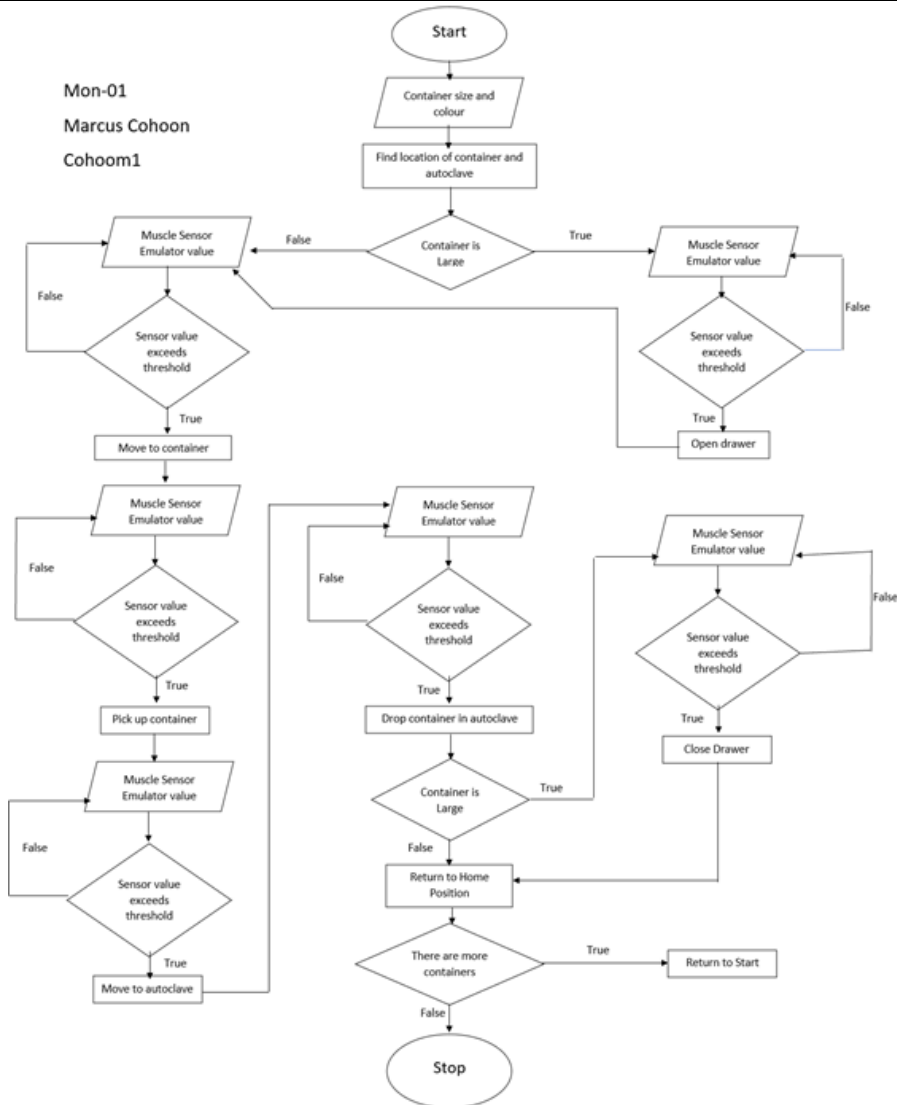 Start
Mon-01
Marcus Cohoon
Cohoom1
Container size and
colour
Find location of container and
autoclave
Container is
Large
False
True
Muscle Sensor
Emulator value
False
Sensor value
exceeds
threshold
True
Move to container
Muscle Sensor
Emulator value
False
Sensor value
exceeds
threshold
True
Open drawer
Muscle Sensor
Emulator value
False
Sensor value
exceeds
threshold
True
Pick up container
Muscle Sensor
Emulator value
False
Sensor value
exceeds
threshold
True
Move to autoclave
Muscle Sensor
Emulator value
False
Sensor value
exceeds
threshold
True
Drop container in autoclave
Container is
Large
True
False
Muscle Sensor
Emulator value
False
Sensor value
exceeds
threshold
True
Close Drawer
Return to Home
Position
There are more
containers
True
Return to Start
False
Stop